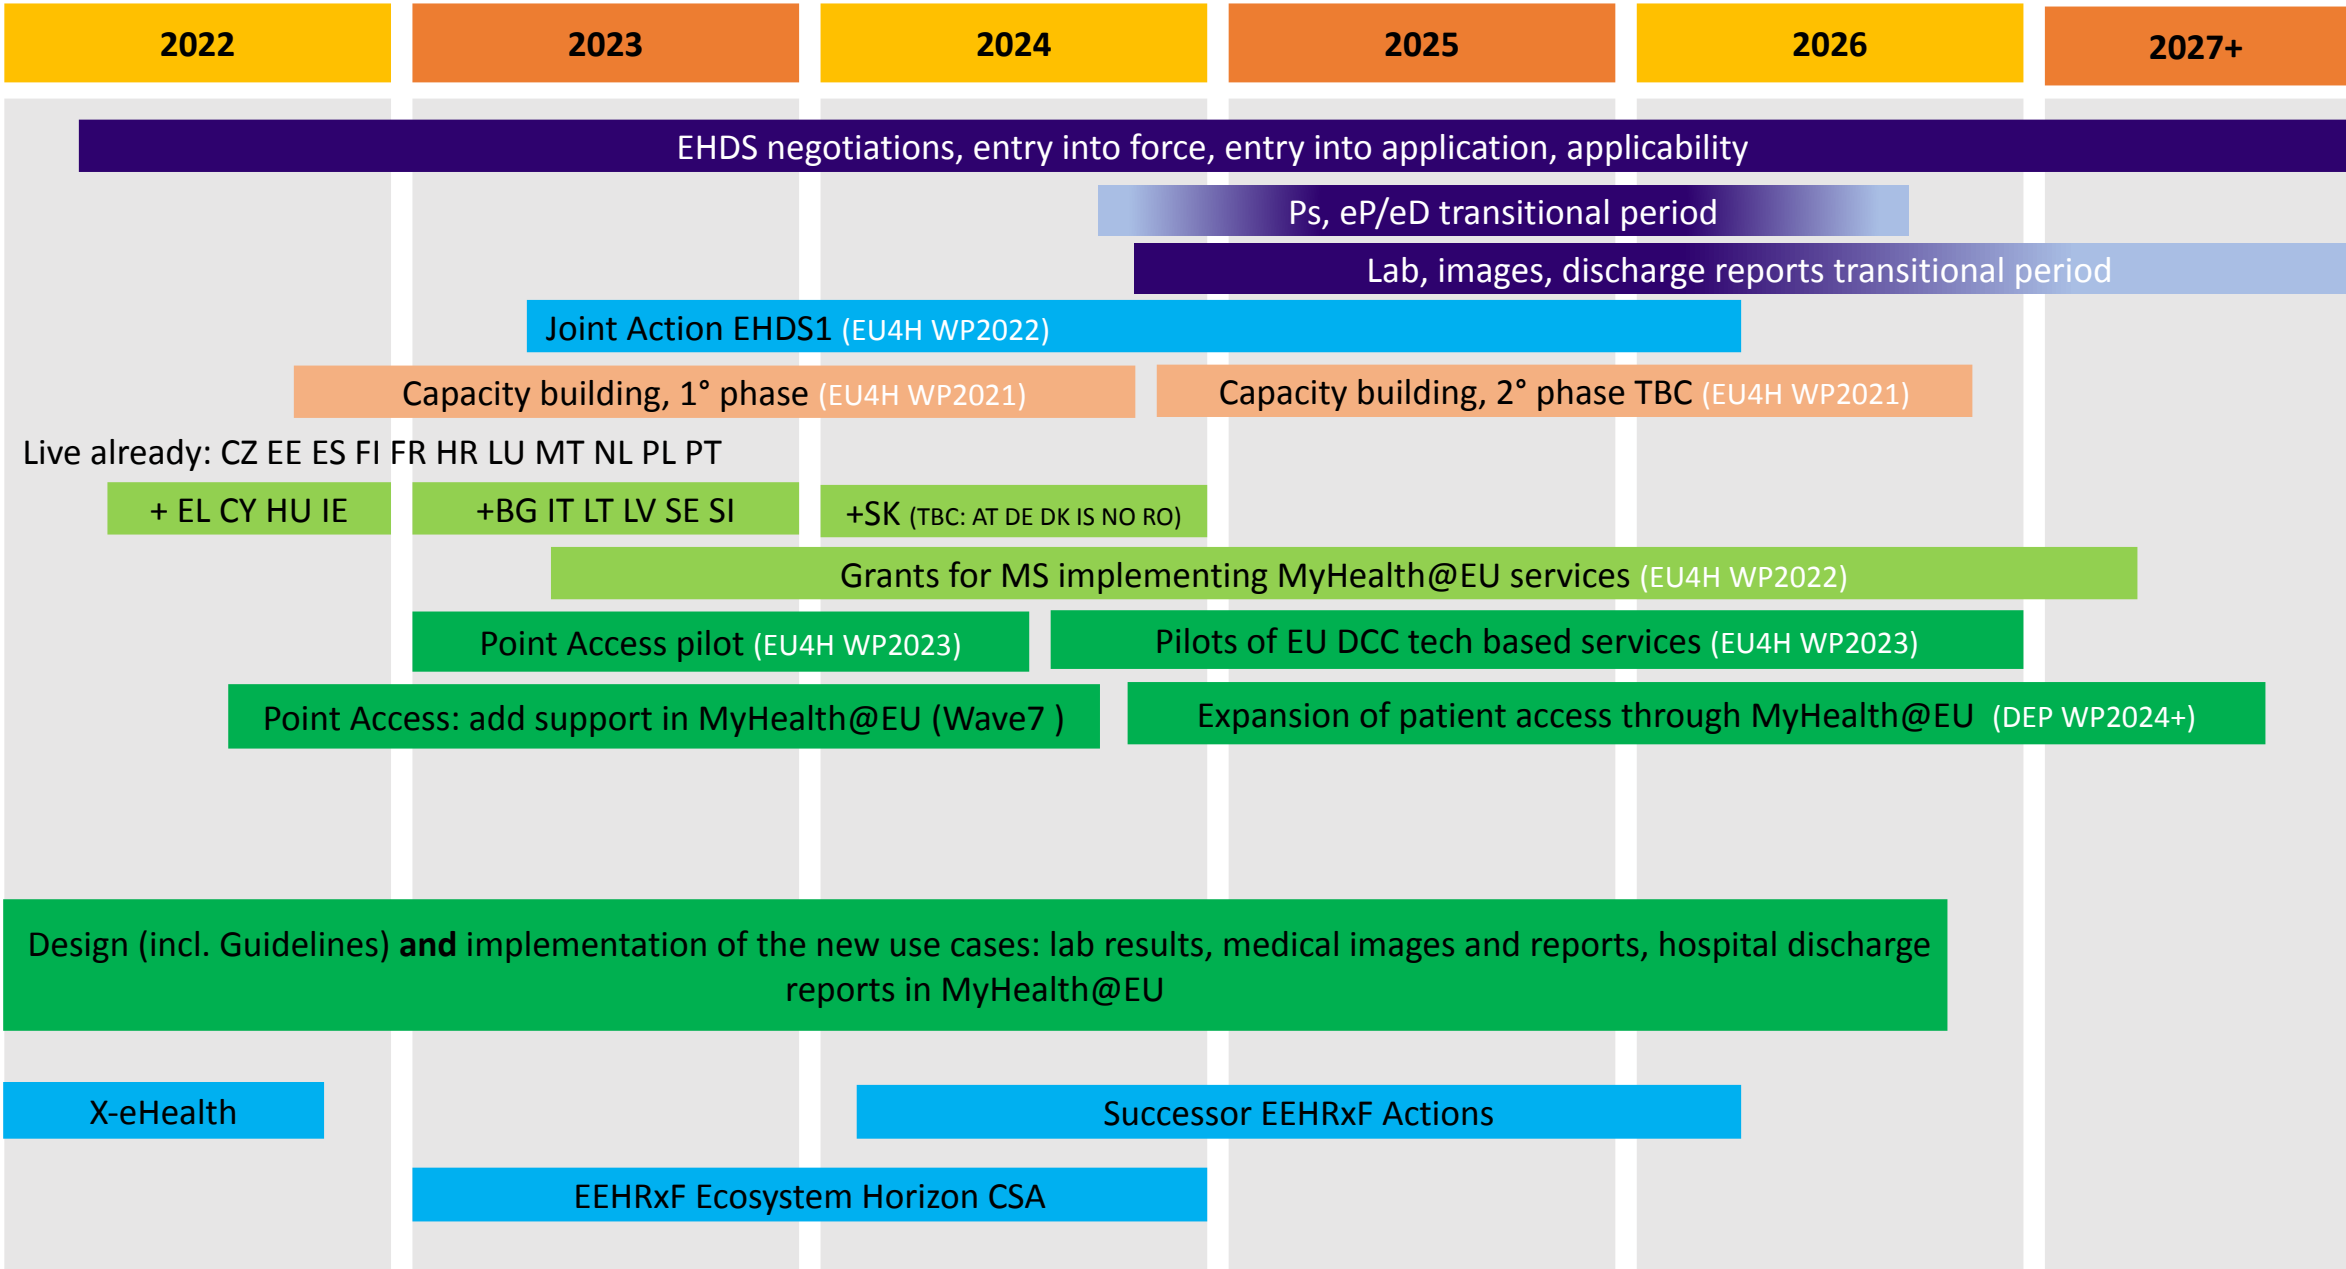 2022
2023
2024
2025
2026
2027+
EHDS negotiations, entry into force, entry into application, applicability
Ps, eP/eD transitional period
Lab, images, discharge reports transitional period
Joint Action EHDS1 (EU4H WP2022)
Capacity building, 1° phase (EU4H WP2021)
Capacity building, 2° phase TBC (EU4H WP2021)
Live already: CZ EE ES FI FR HR LU MT NL PL PT
+ EL CY HU IE
+BG IT LT LV SE SI
+SK (TBC: AT DE DK IS NO RO)
Grants for MS implementing MyHealth@EU services (EU4H WP2022)
Point Access pilot (EU4H WP2023)
Pilots of EU DCC tech based services (EU4H WP2023)
Point Access: add support in MyHealth@EU (Wave7 )
Expansion of patient access through MyHealth@EU (DEP WP2024+)
Design (incl. Guidelines) and implementation of the new use cases: lab results, medical images and reports, hospital discharge
reports in MyHealth@EU
X-eHealth
Successor EEHRxF Actions
EEHRxF Ecosystem Horizon CSA